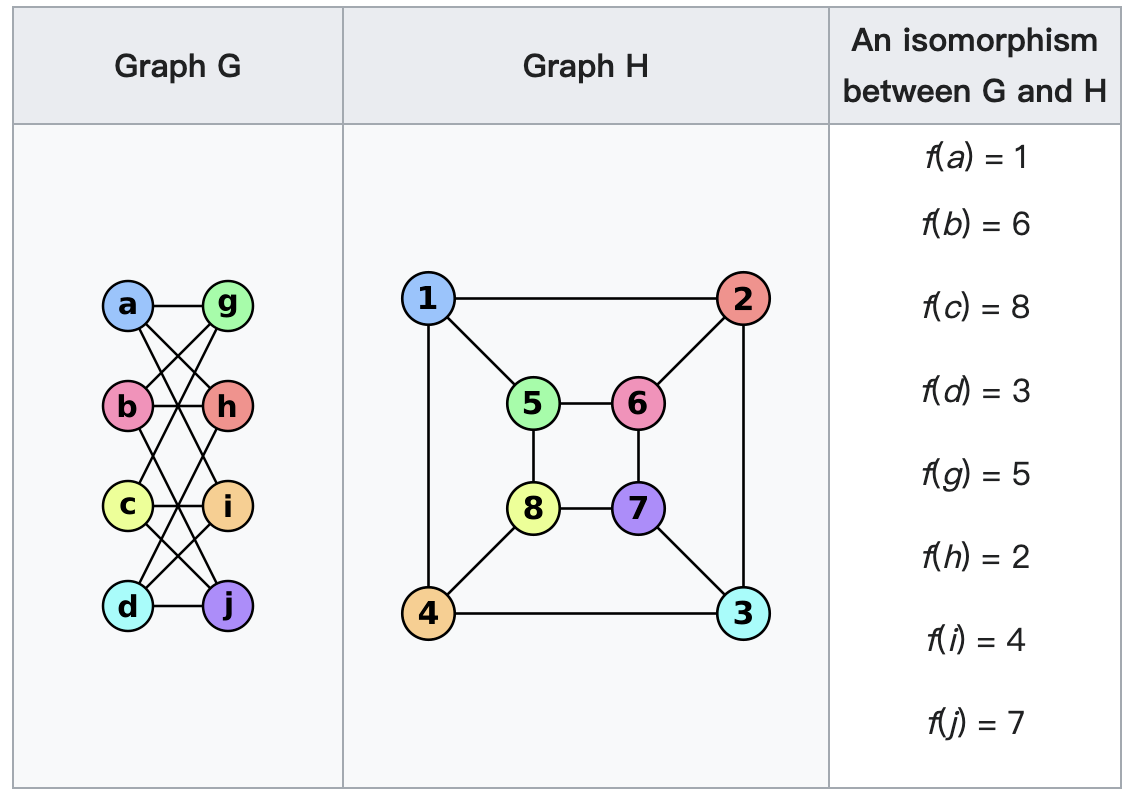 Graph G
Graph H
An isomorphism
between G and H
a
g
b
h
c
i
d
j
1
2
5
6
8
7
4
3
f(a) = 1
f(b) = 6
f(c) = 8
f(d) = 3
f(g) = 5
f(h) = 2
f(i) = 4
f(j) = 7